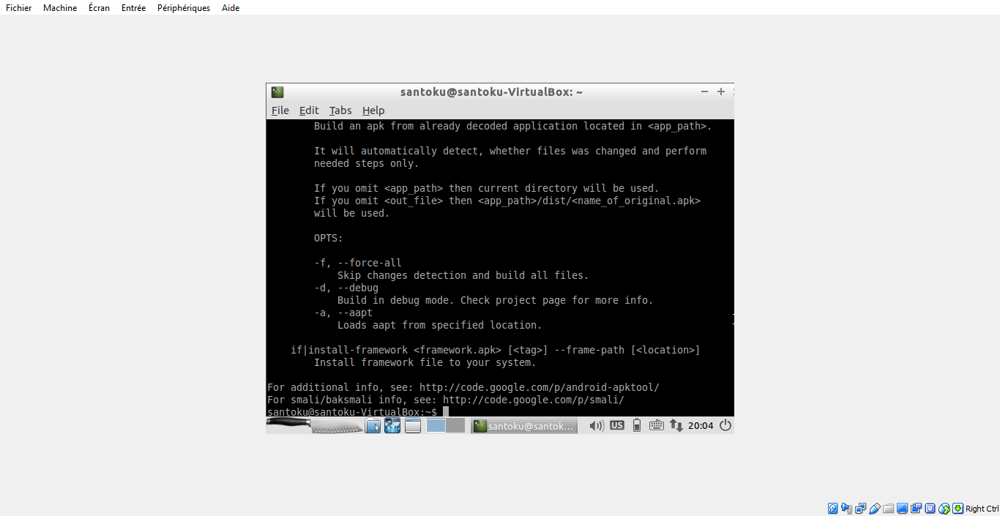 Fichier Machine Écran Entrée Périphériques Aide
santoku@santoku-VirtualBox: ~
File Edit Tabs Help
Build an apk from already decoded application located in <app_path>.
It will automatically detect, whether files was changed and perform
needed steps only.
If you omit <app_path> then current directory will be used.
If you omit <out_file> then <app_path>/dist/<name_of_original.apk>
will be used.
OPTS:
-f, --force-all
Skip changes detection and build all files.
-d, --debug
Build in debug mode. Check project page for more info.
-a, --aapt
Loads aapt from specified location.
if|install-framework <framework.apk> [<tag>] --frame-path [<location>]
Install framework file to your system.
For additional info, see: http://code.google.com/p/android-apktool/
For smali/baksmali info, see: http://code.google.com/p/smali/
santoku@santoku-VirtualBox:~$
santoku@santok... US 20:04
Right Ctrl